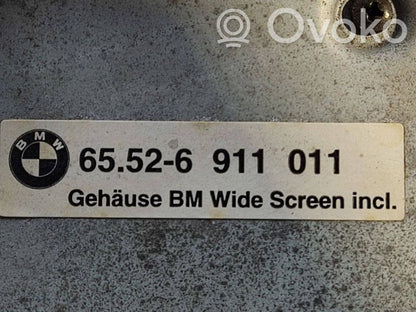 Ovoko
BMW
65.52-6 911 011
Gehäuse BM Wide Screen incl.